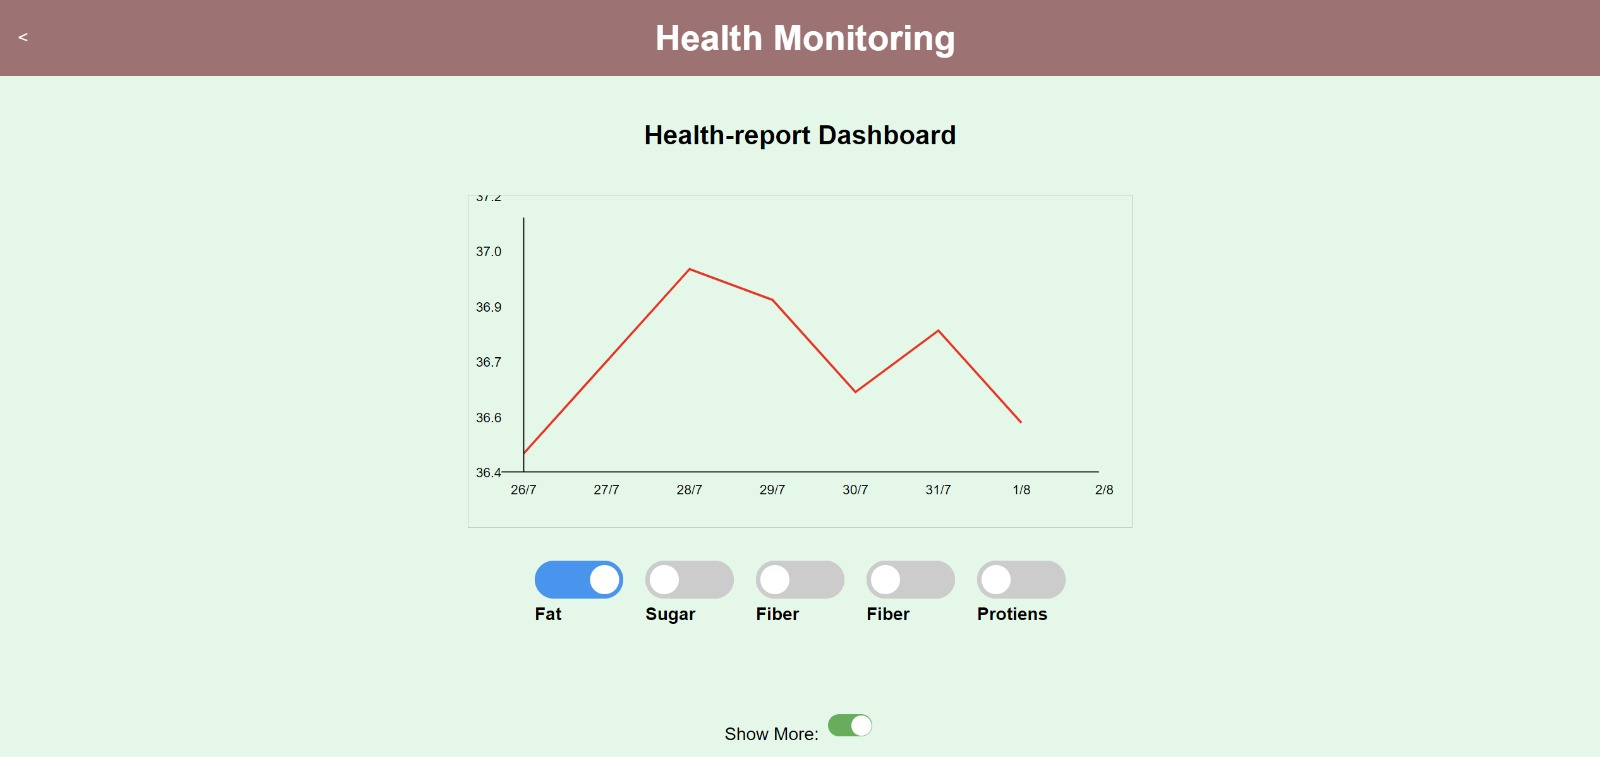 <
Health Monitoring
Health-report Dashboard
37.2
37.0
36.9
36.7
36.6
36.4
26/7 27/7 28/7 29/7 30/7 31/7 1/8 2/8
Fat Sugar Fiber Fiber Protiens
Show More: